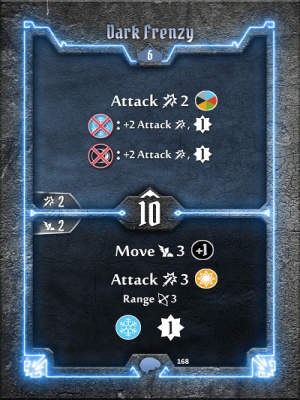 Dark Frenzy
6
Attack 2
: +2 Attack , 1
: +2 Attack , 1
2
10
2
Move 3 +1
Attack 3
Range 3
1
168